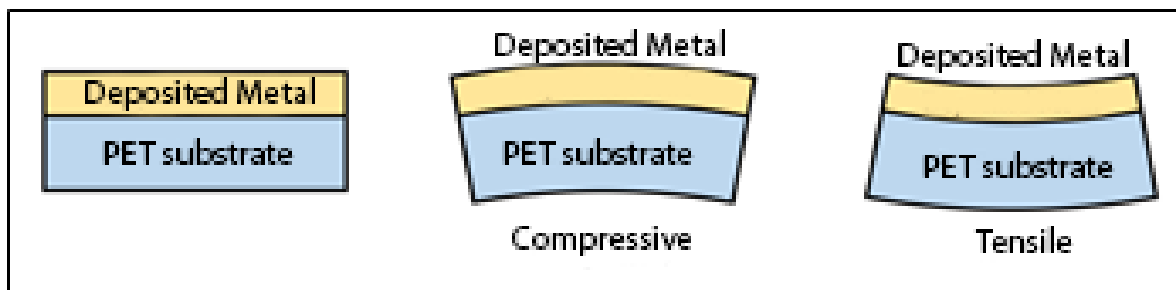 Deposited Metal
PET substrate
Deposited Metal
PET substrate
Compressive
Deposited Metal
PET substrate
Tensile